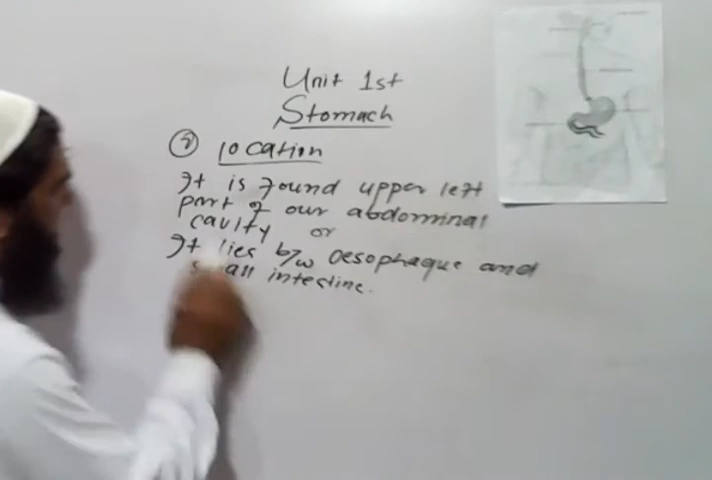 Unit 1st
Stomach
location
It is found upper left
part of our abdominal
cavity or
It lies b/w oesophague and
small intestine.